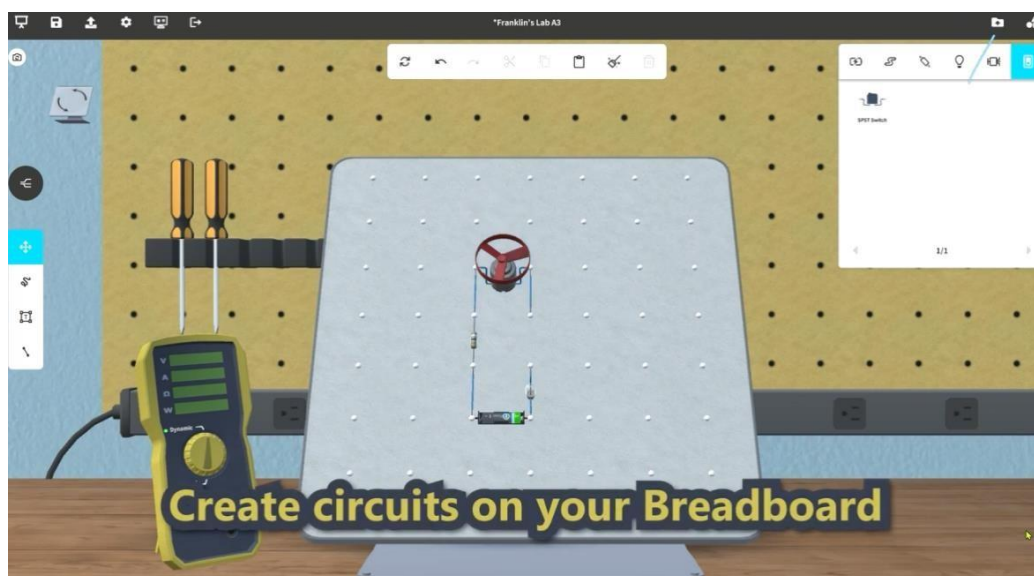 *Franklin's Lab A3
SPST Switch
1/1
V
A
Ω
W
Dynamic
Create circuits on your Breadboard